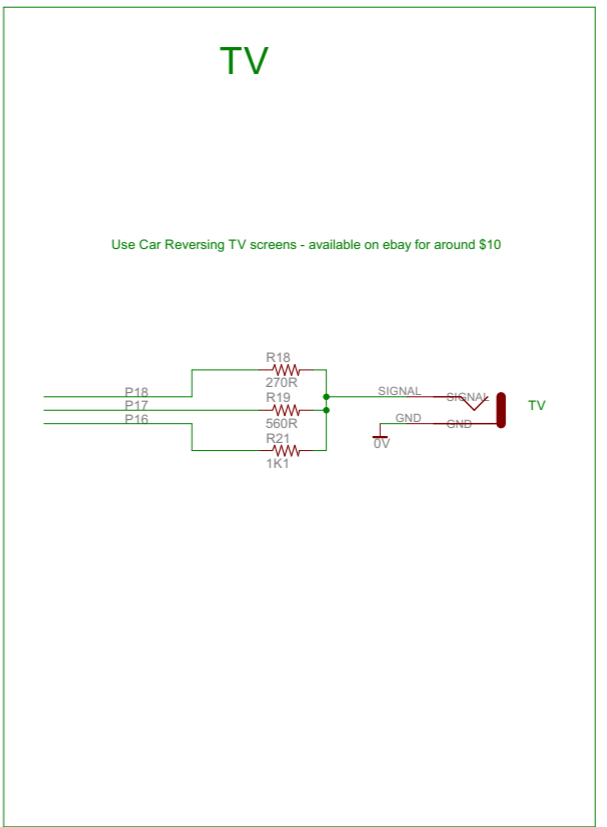 TV
Use Car Reversing TV screens - available on ebay for around $10
R18
270R
P18
P17
P16
R19
560R
R21
1K1
SIGNAL
SIGNAL
GND
GND
0V
TV